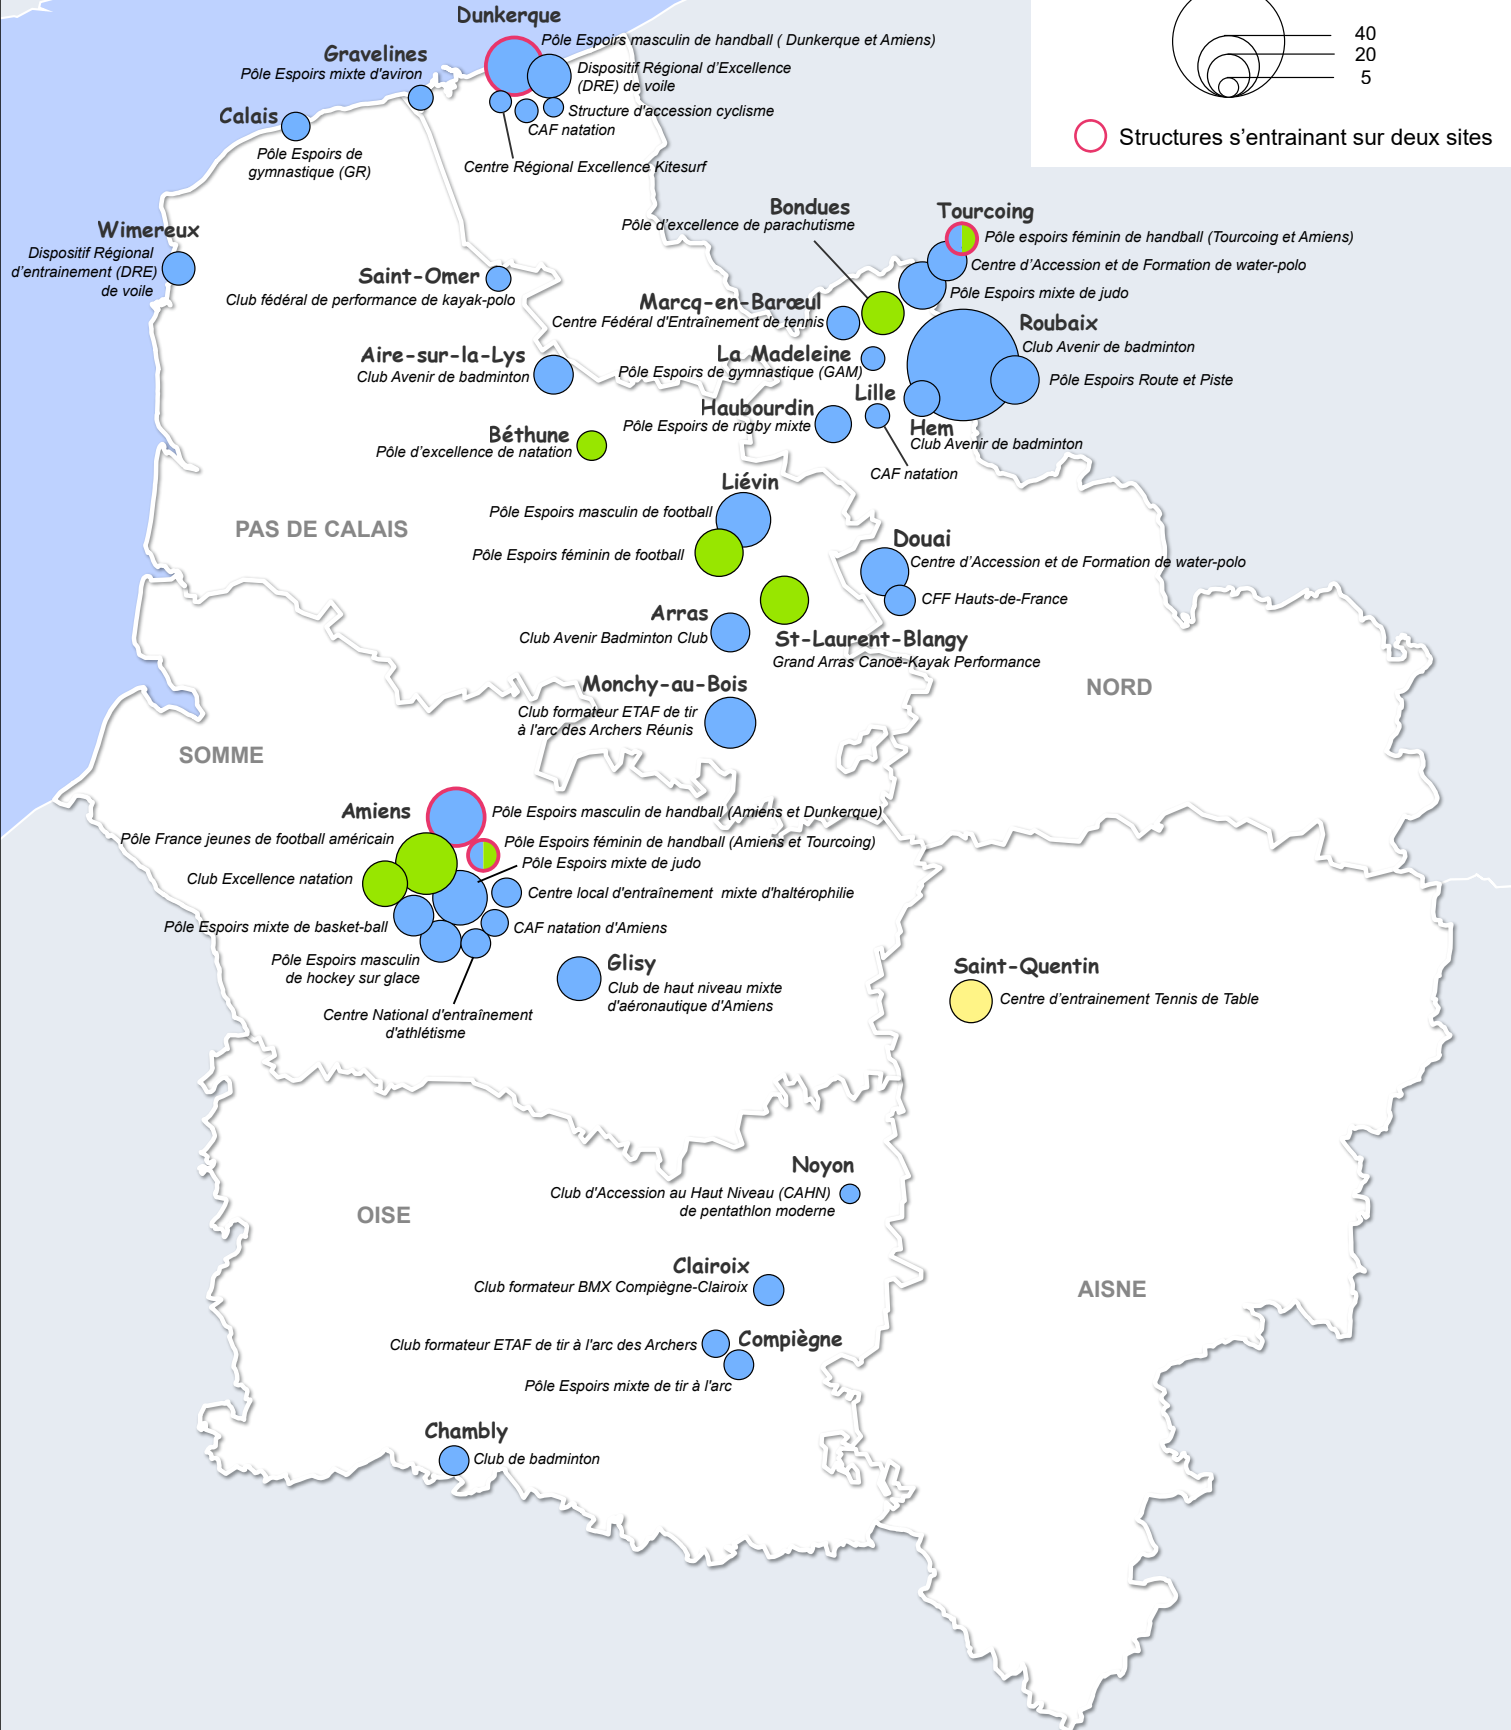 Dunkerque
Pôle Espoirs masculin de handball ( Dunkerque et Amiens)
40
20
5
Gravelines
Pôle Espoirs mixte d'aviron
Dispositif Régional d'Excellence
(DRE) de voile
Structure d'accession cyclisme
CAF natation
Centre Régional Excellence Kitesurf
Structures s'entrainant sur deux sites
Calais
Pôle Espoirs de
gymnastique (GR)
Wimereux
Dispositif Régional
d'entrainement (DRE)
de voile
Bondues
Pôle d'excellence de parachutisme
Tourcoing
Pôle espoirs féminin de handball (Tourcoing et Amiens)
Centre d'Accession et de Formation de water-polo
Pôle Espoirs mixte de judo
Saint-Omer
Club fédéral de performance de kayak-polo
Marcq-en-Barœul
Centre Fédéral d'Entraînement de tennis
Roubaix
Club Avenir de badminton
Pôle Espoirs Route et Piste
Aire-sur-la-Lys
Club Avenir de badminton
La Madeleine
Pôle Espoirs de gymnastique (GAM)
Lille
CAF natation
Haubourdin
Pôle Espoirs de rugby mixte
Hem
Club Avenir de badminton
Béthune
Pôle d'excellence de natation
Liévin
Pôle Espoirs masculin de football
Pôle Espoirs féminin de football
PAS DE CALAIS
Douai
Centre d'Accession et de Formation de water-polo
CFF Hauts-de-France
Arras
Club Avenir Badminton Club
St-Laurent-Blangy
Grand Arras Canoë-Kayak Performance
Monchy-au-Bois
Club formateur ETAF de tir
à l'arc des Archers Réunis
NORD
SOMME
Amiens
Pôle Espoirs masculin de handball (Amiens et Dunkerque)
Pôle France jeunes de football américain
Pôle Espoirs féminin de handball (Amiens et Tourcoing)
Pôle Espoirs mixte de judo
Club Excellence natation
Centre local d'entraînement  mixte d'haltérophilie
Pôle Espoirs mixte de basket-ball
CAF natation d'Amiens
Pôle Espoirs masculin
de hockey sur glace
Centre National d'entraînement
d'athlétisme
Glisy
Club de haut niveau mixte
d'aéronautique d'Amiens
Saint-Quentin
Centre d'entrainement Tennis de Table
Noyon
Club d'Accession au Haut Niveau (CAHN)
de pentathlon moderne
OISE
Clairoix
Club formateur BMX Compiègne-Clairoix
AISNE
Compiègne
Club formateur ETAF de tir à l'arc des Archers
Pôle Espoirs mixte de tir à l'arc
Chambly
Club de badminton